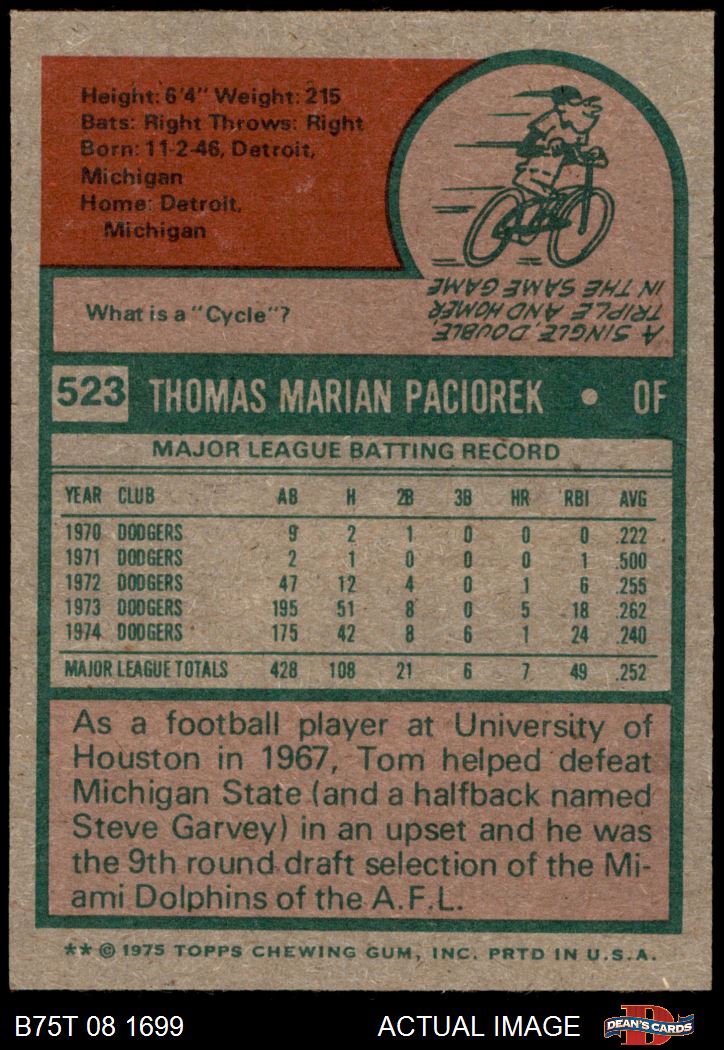 Height: 6'4" Weight: 215
Bats: Right Throws: Right
Born: 11-2-46, Detroit,
Michigan
Home: Detroit,
Michigan
What is a "Cycle"?
A SINGLE, DOUBLE,
TRIPLE AND HOMER
IN THE SAME GAME
523 THOMAS MARIAN PACIOREK • OF
MAJOR LEAGUE BATTING RECORD
YEAR CLUB AB H 2B 3B HR RBI AVG
1970 DODGERS 9 2 1 0 0 0 .222
1971 DODGERS 2 1 0 0 0 1 .500
1972 DODGERS 47 12 4 0 1 6 .255
1973 DODGERS 195 51 8 0 5 18 .262
1974 DODGERS 175 42 8 6 1 24 .240
MAJOR LEAGUE TOTALS 428 108 21 6 7 49 .252
As a football player at University of
Houston in 1967, Tom helped defeat
Michigan State (and a halfback named
Steve Garvey) in an upset and he was
the 9th round draft selection of the Mi-
ami Dolphins of the A.F.L.
** © 1975 TOPPS CHEWING GUM, INC. PRTD IN U.S.A.
B75T 08 1699 ACTUAL IMAGE D DEAN'S CARDS